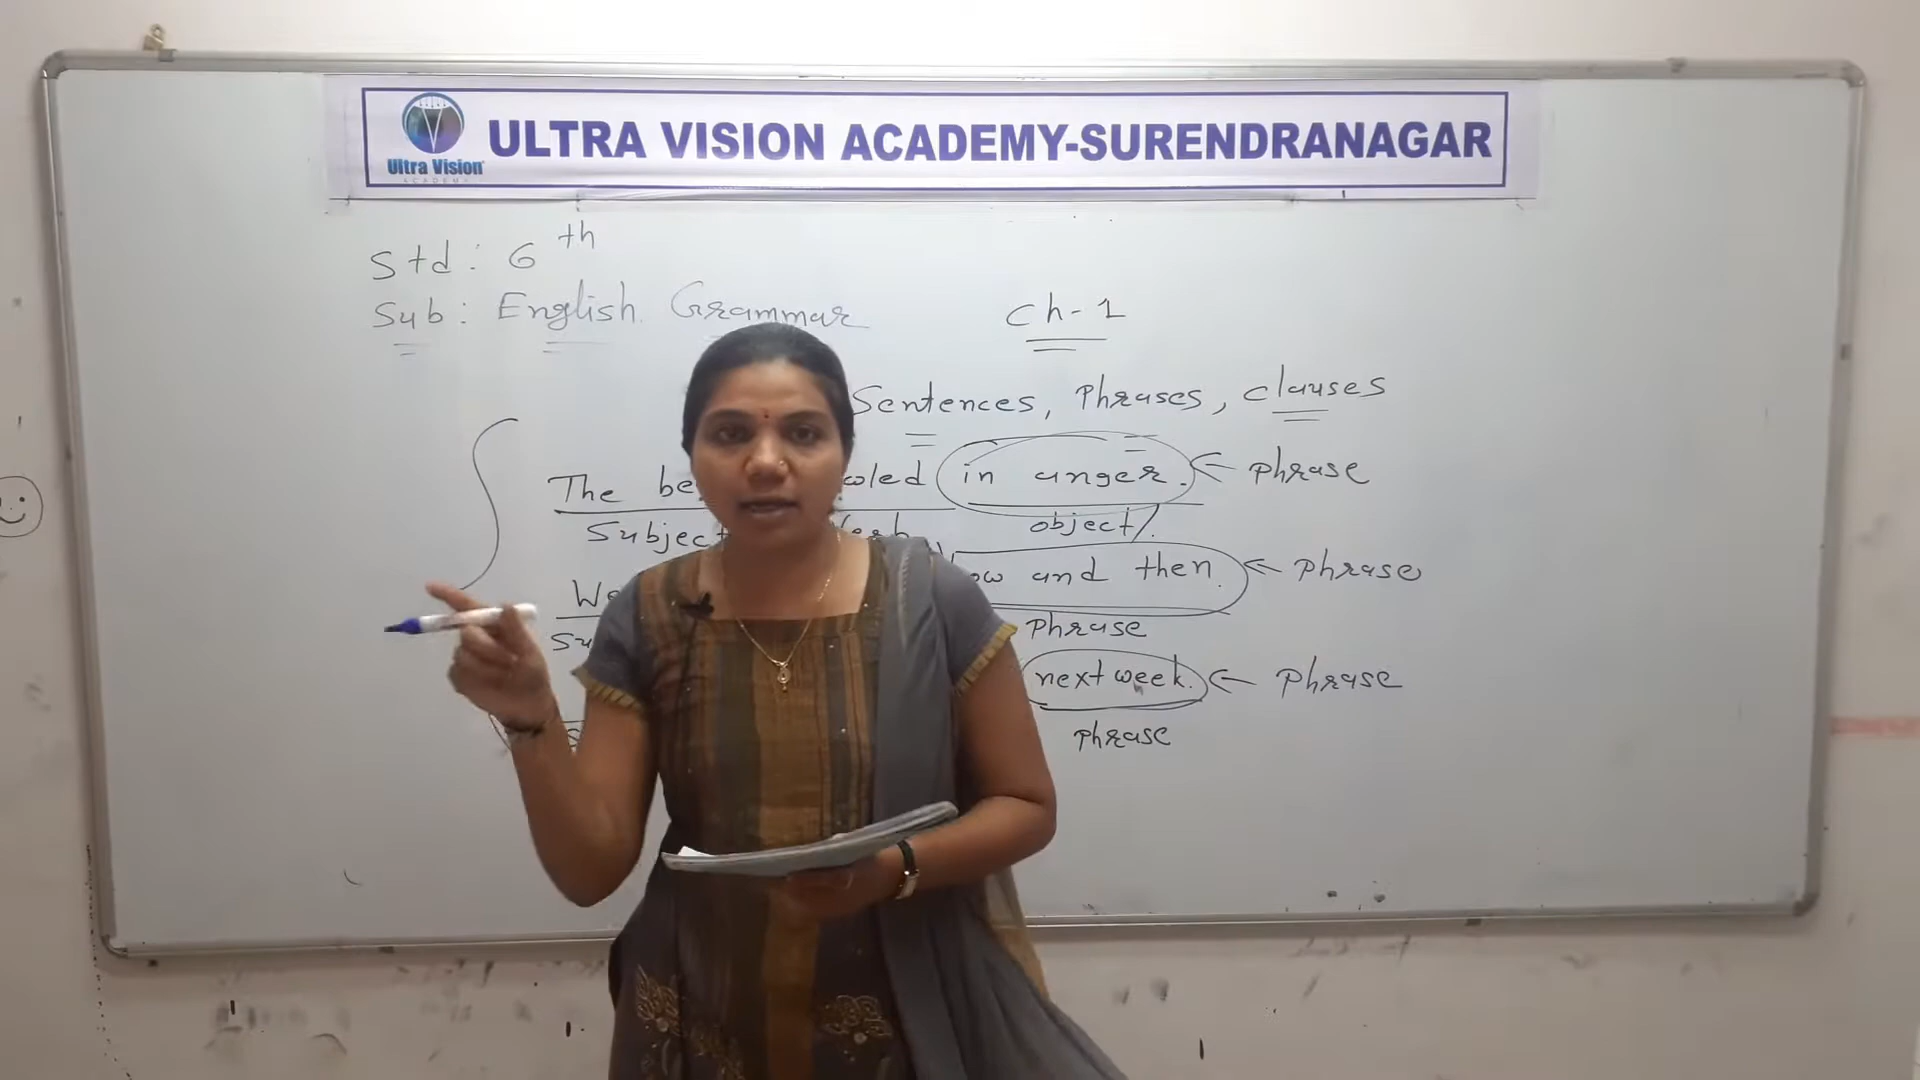 Ultra Vision
ACADEMY
ULTRA VISION ACADEMY-SURENDRANAGAR
Std : 6th
Sub : English Grammar
Ch-1
Sentences, Phrases, Clauses
The in anger. ← Phrase
Subject object/.
and then. ← Phrase
Phrase
next week. ← Phrase
Phrase